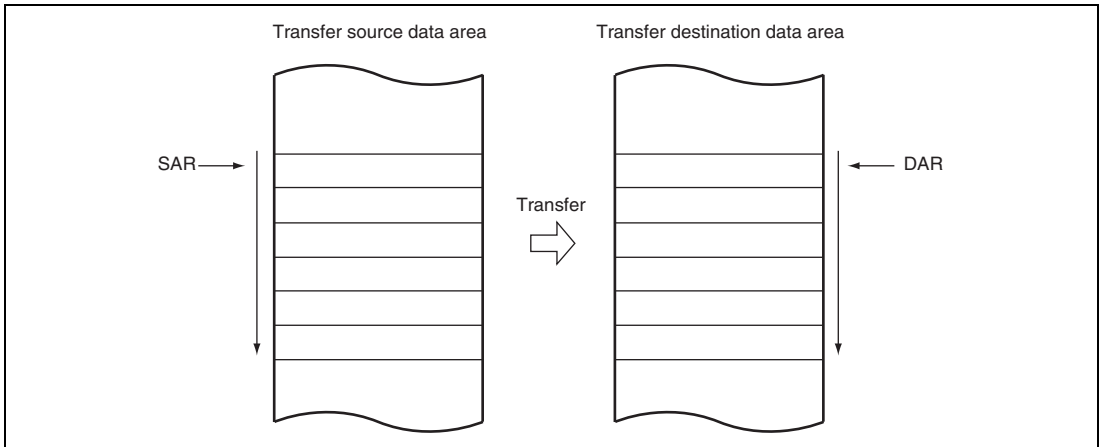 Transfer source data area
Transfer destination data area
SAR
DAR
Transfer